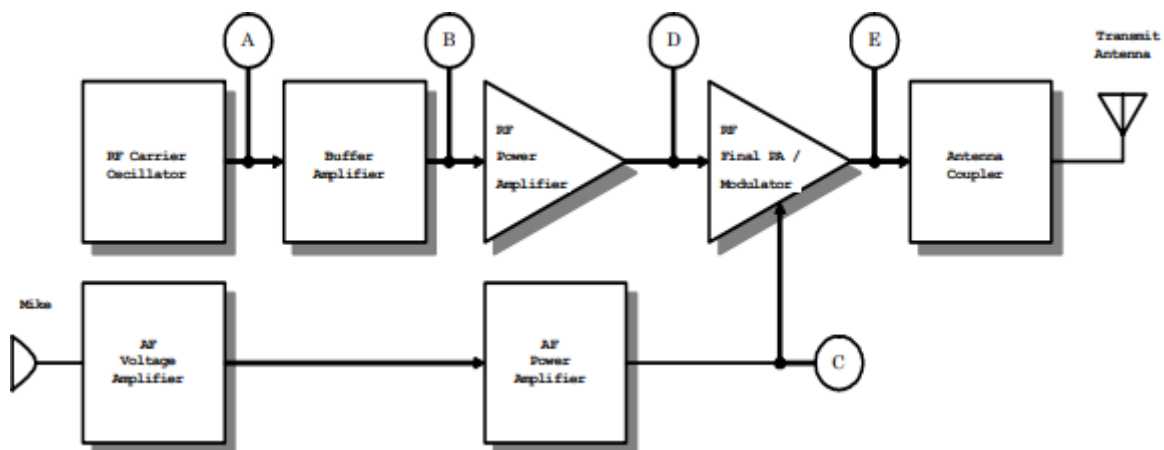 A
B
D
E
Transmit
Antenna
RF Carrier
Oscillator
Buffer
Amplifier
RF
Power
Amplifier
RF
Final PA /
Modulator
Antenna
Coupler
Mike
AF
Voltage
Amplifier
AF
Power
Amplifier
C